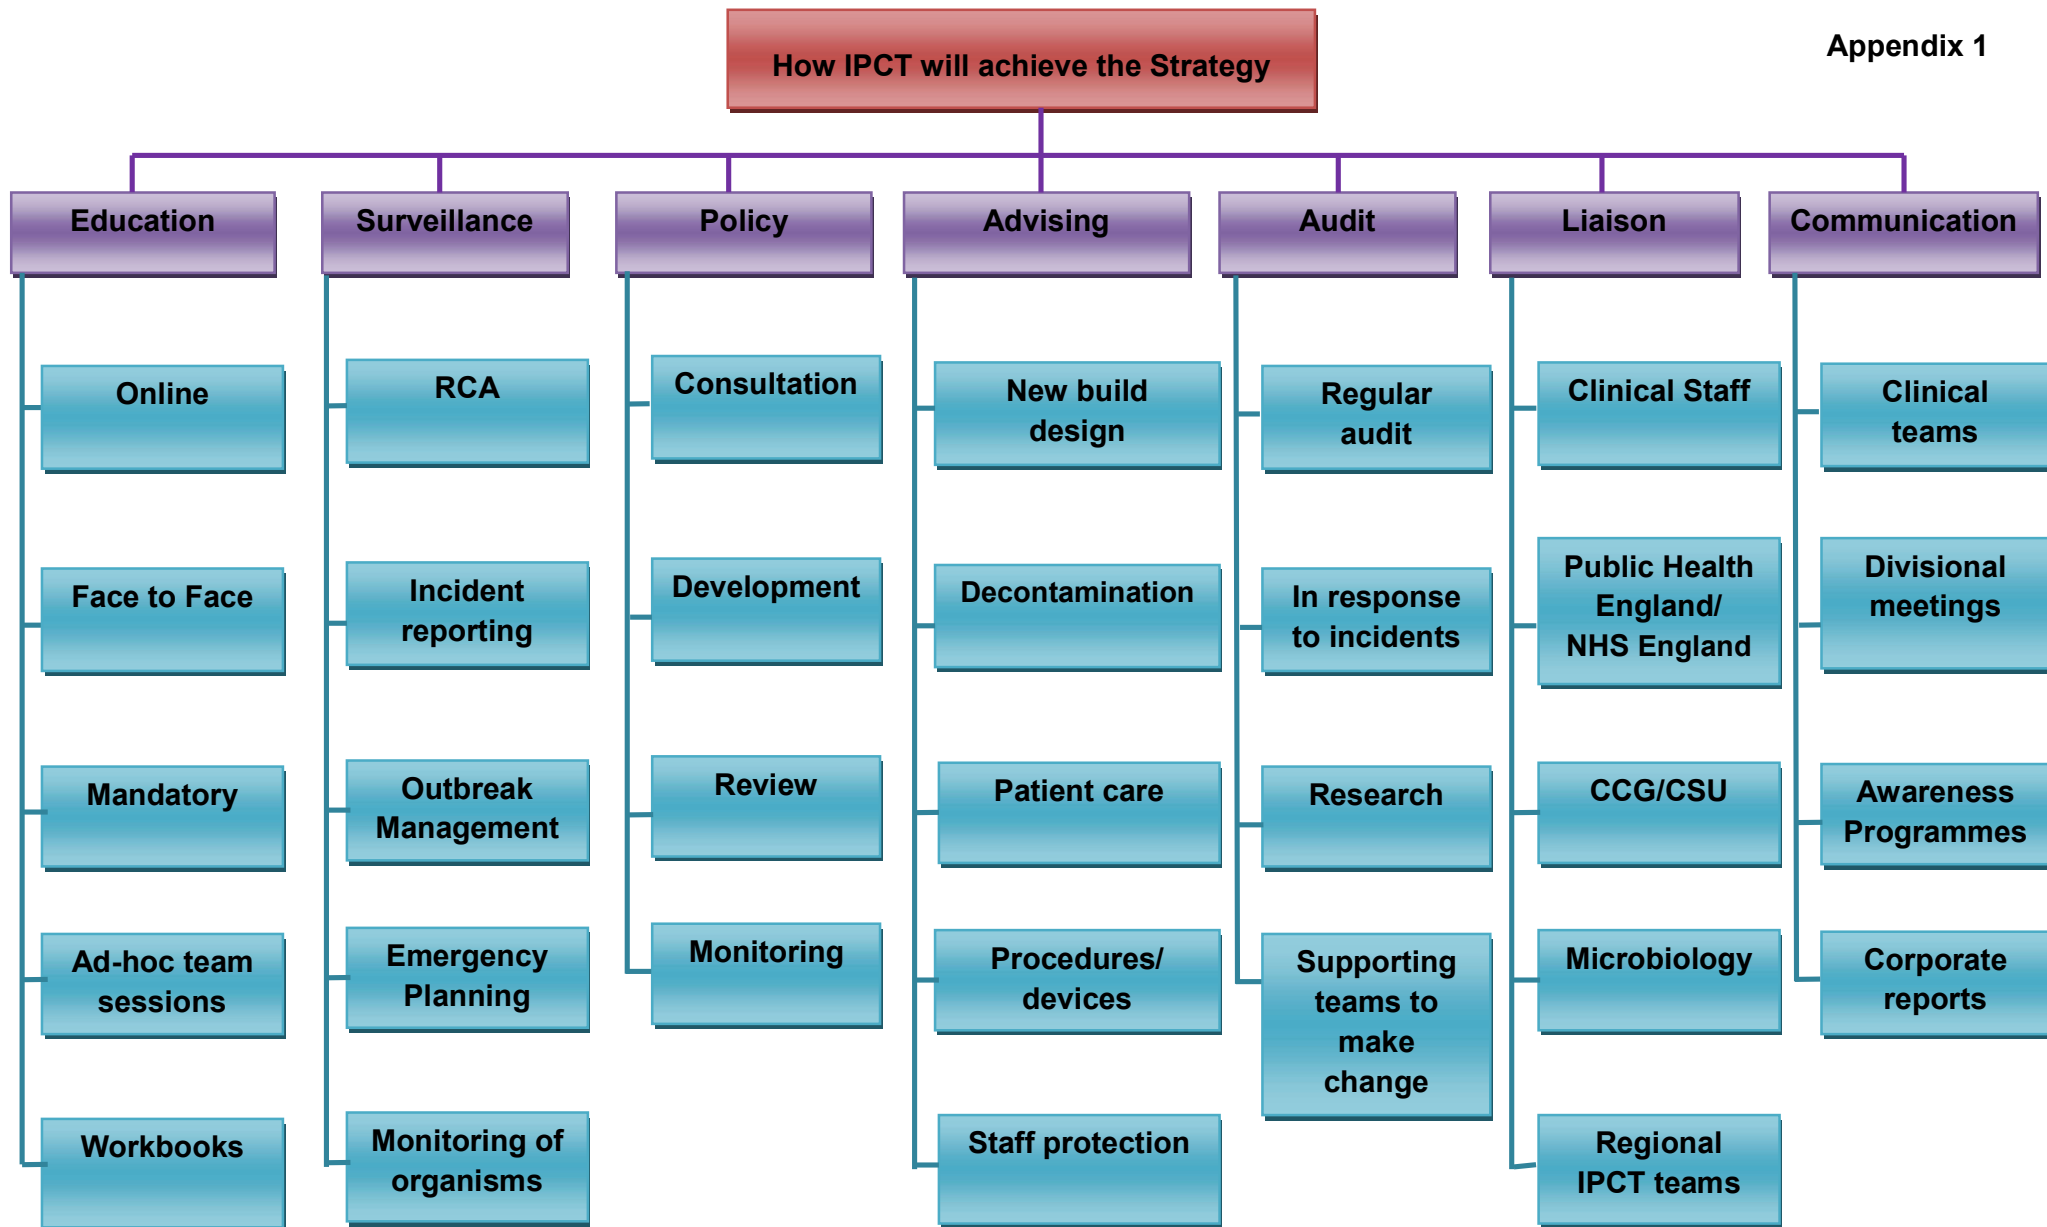 How IPCT will achieve the Strategy
Appendix 1
Education
Surveillance
Policy
Advising
Audit
Liaison
Communication
Online
Face to Face
Mandatory
Ad-hoc team
sessions
Workbooks
RCA
Incident
reporting
Outbreak
Management
Emergency
Planning
Monitoring of
organisms
Consultation
Development
Review
Monitoring
New build
design
Decontamination
Patient care
Procedures/
devices
Staff protection
Regular
audit
In response
to incidents
Research
Supporting
teams to
make
change
Clinical Staff
Public Health
England/
NHS England
CCG/CSU
Microbiology
Regional
IPCT teams
Clinical
teams
Divisional
meetings
Awareness
Programmes
Corporate
reports